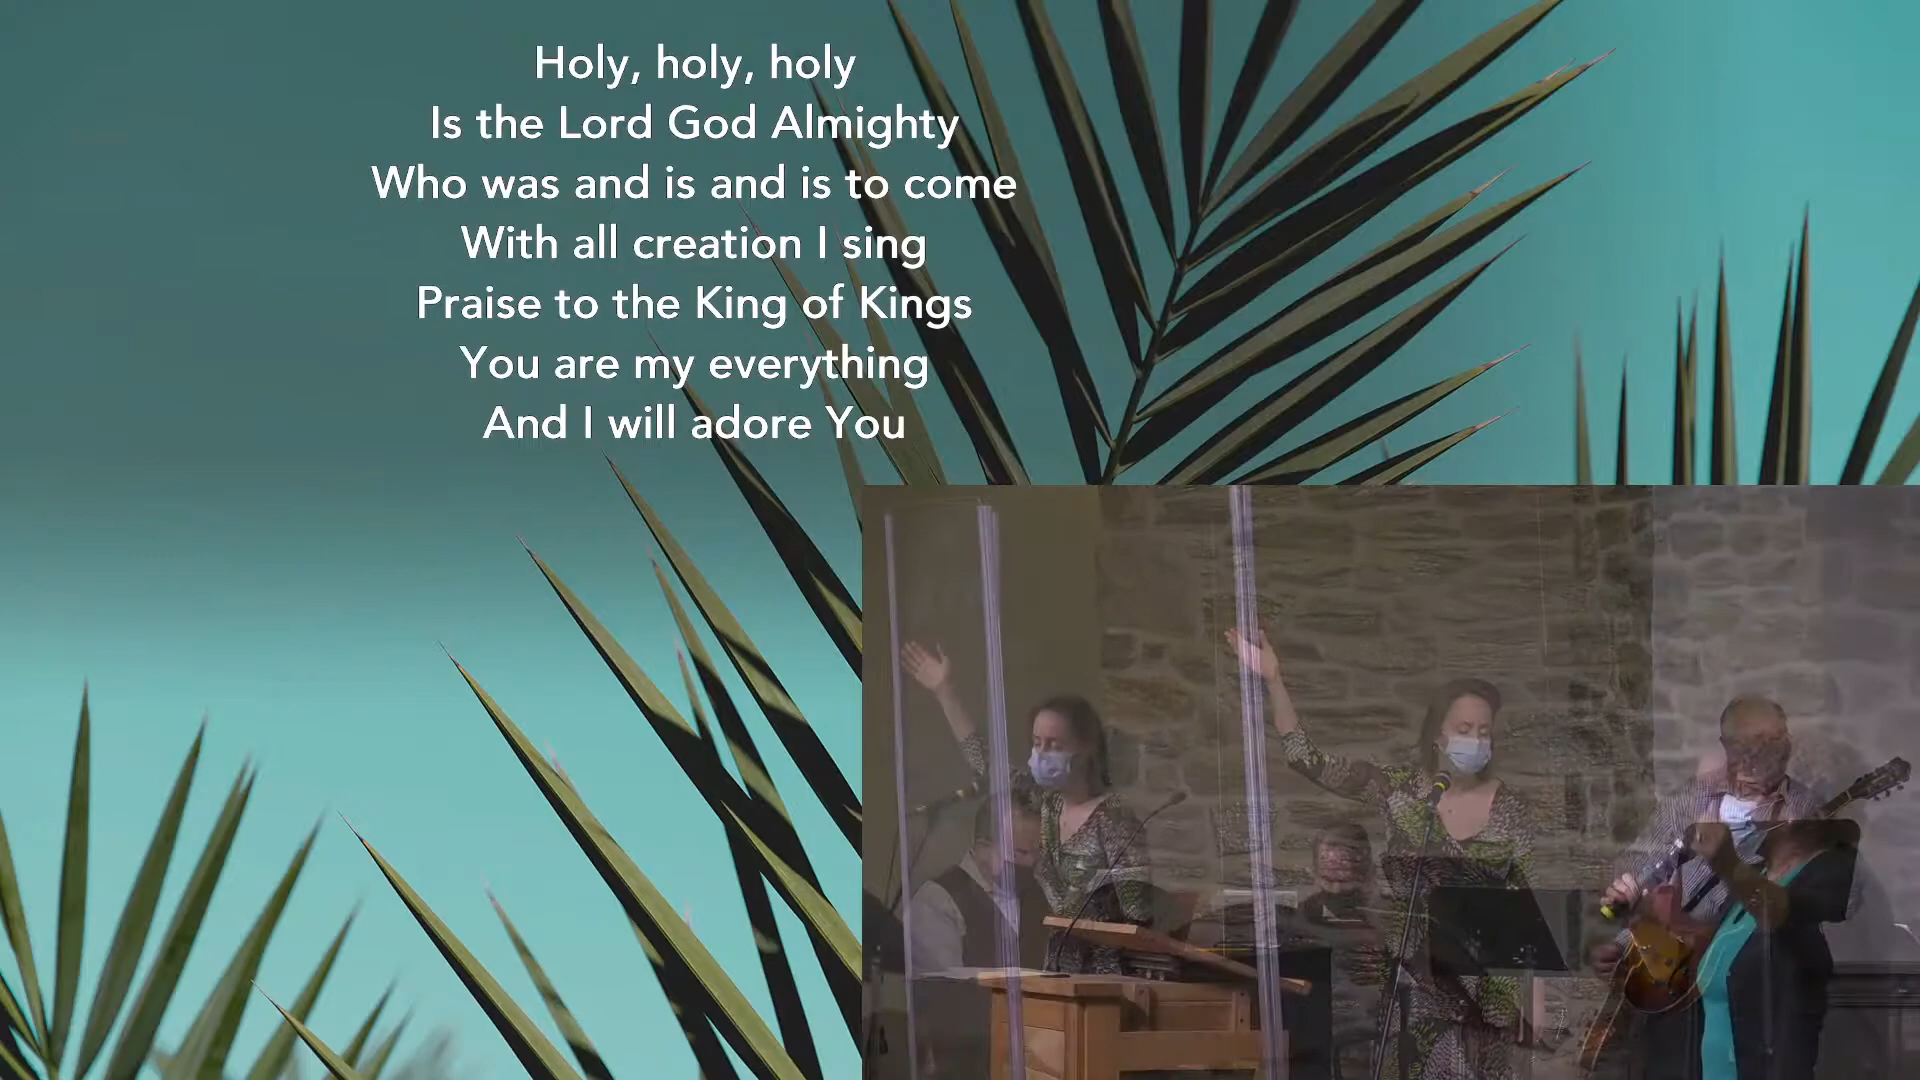 Holy, holy, holy
Is the Lord God Almighty
Who was and is and is to come
With all creation I sing
Praise to the King of Kings
You are my everything
And I will adore You